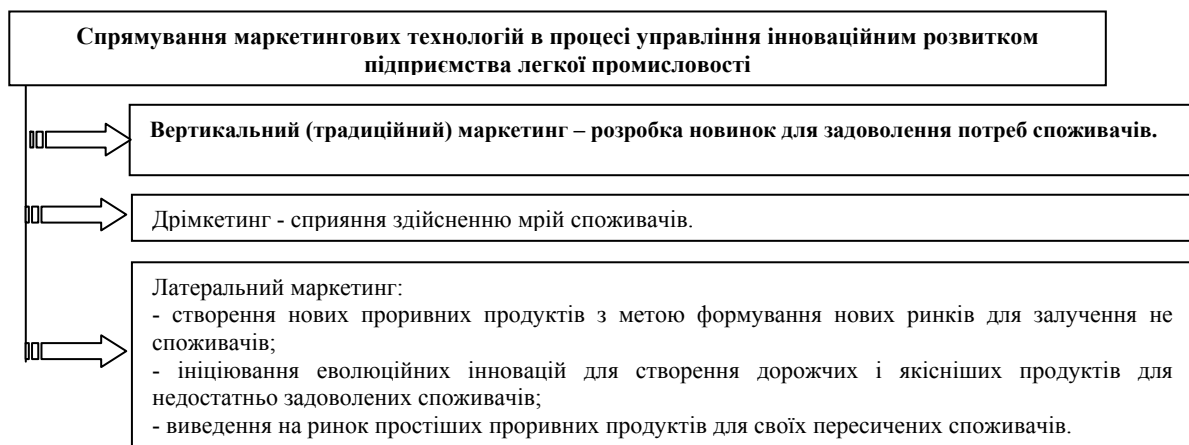 Спрямування маркетингових технологій в процесі управління інноваційним розвитком
підприємства легкої промисловості
Вертикальний (традиційний) маркетинг – розробка новинок для задоволення потреб споживачів.
Дрімкетинг - сприяння здійсненню мрій споживачів.
Латеральний маркетинг:
- створення нових проривних продуктів з метою формування нових ринків для залучення не
споживачів;
- ініціювання еволюційних інновацій для створення дорожчих і якісніших продуктів для
недостатньо задоволених споживачів;
- виведення на ринок простіших проривних продуктів для своїх пересичених споживачів.